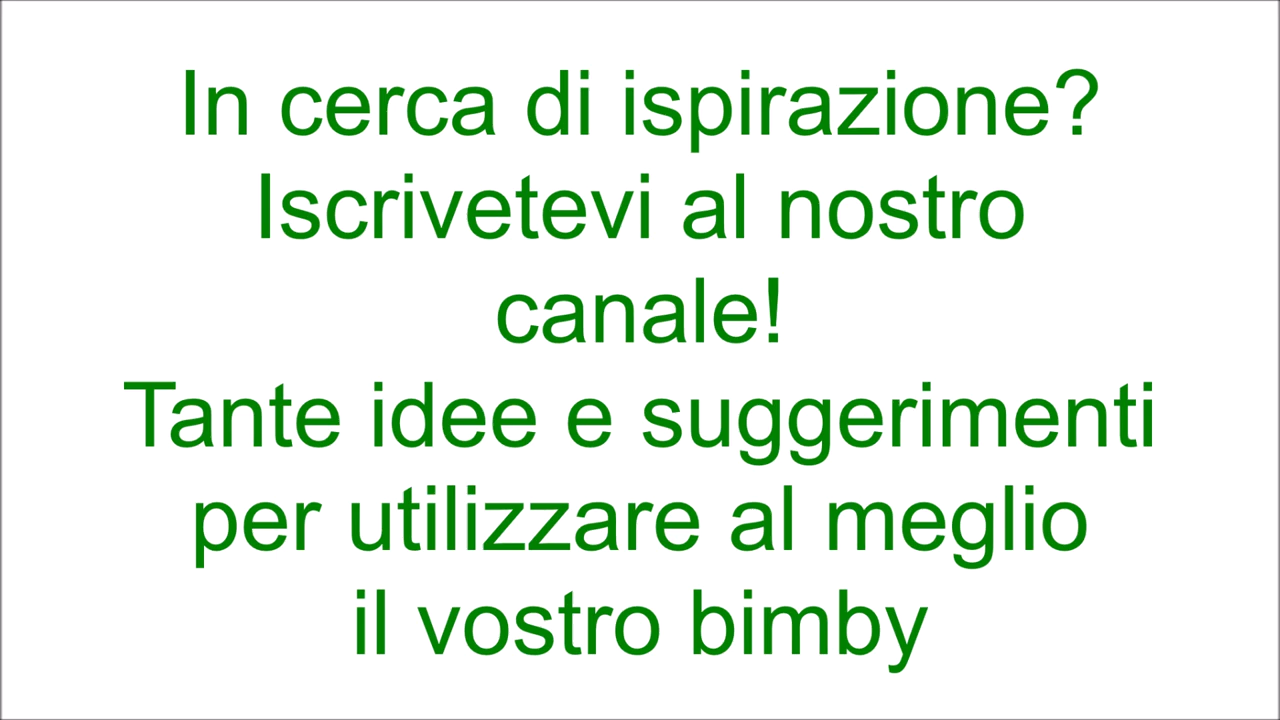 In cerca di ispirazione?
Iscrivetevi al nostro
canale!
Tante idee e suggerimenti
per utilizzare al meglio
il vostro bimby